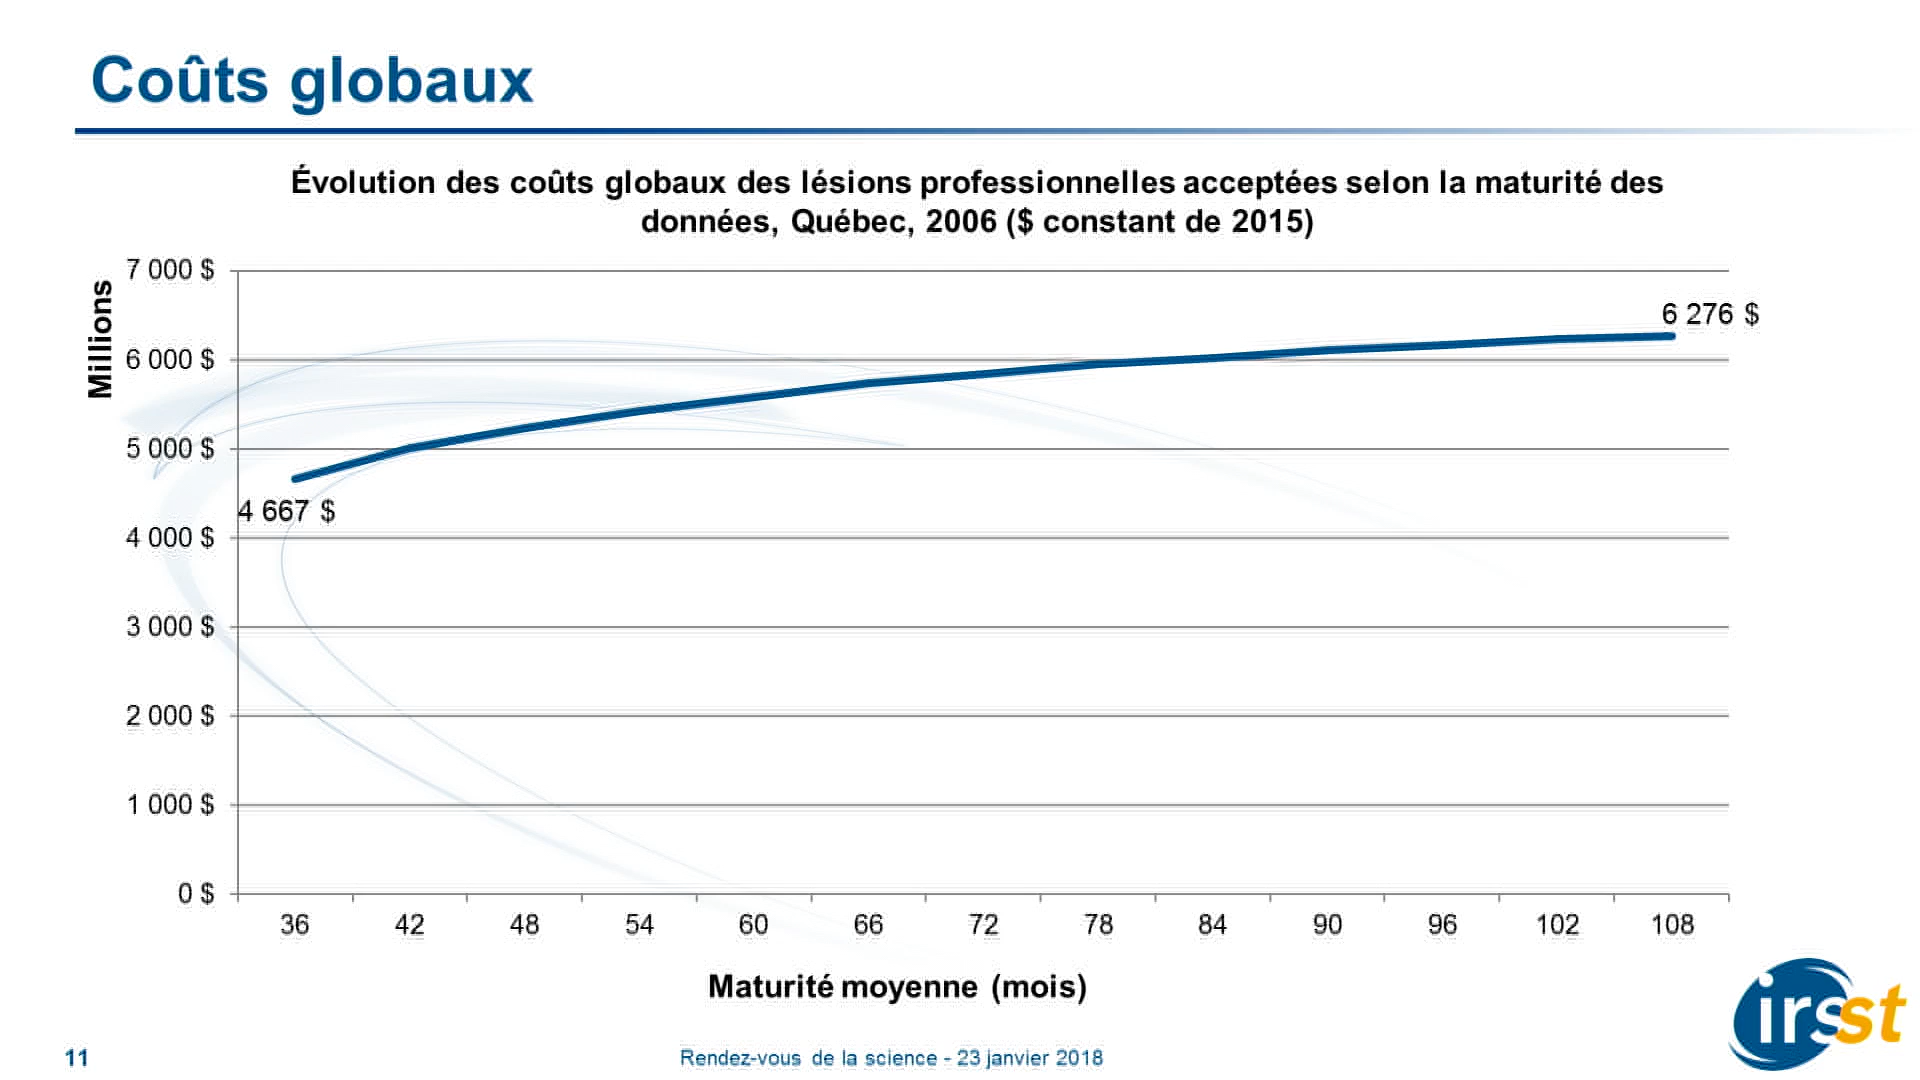 Coûts globaux
Évolution des coûts globaux des lésions professionnelles acceptées selon la maturité des
données, Québec, 2006 ($ constant de 2015)
Millions
7 000 $
6 000 $
5 000 $
4 000 $
3 000 $
2 000 $
1 000 $
0 $
6 276 $
4 667 $
36 42 48 54 60 66 72 78 84 90 96 102 108
Maturité moyenne (mois)
irsst
11
Rendez-vous de la science - 23 janvier 2018